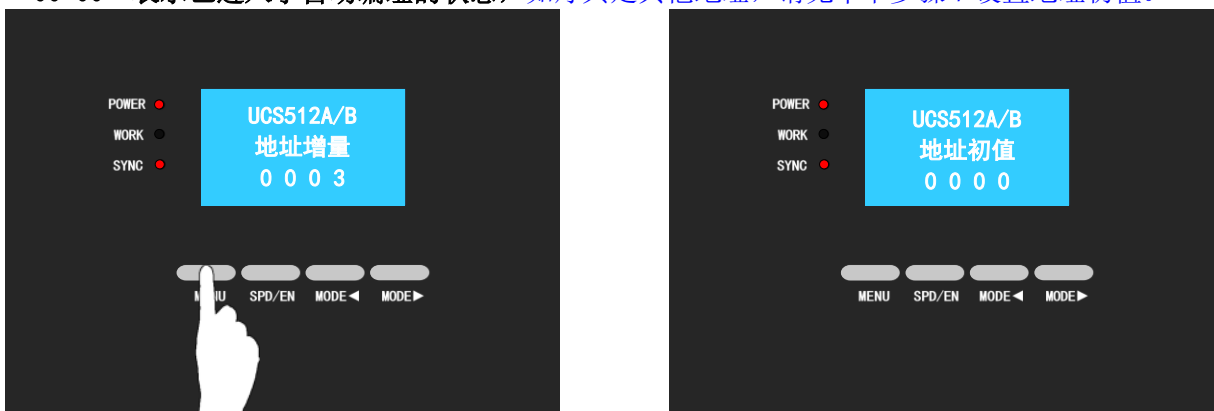 UCS512A/B
地址增量
0 0 0 3
POWER
WORK
SYNC
MENU
SPD/EN
MODE◀
MODE▶
UCS512A/B
地址初值
0 0 0 0
POWER
WORK
SYNC
MENU
SPD/EN
MODE◀
MODE▶